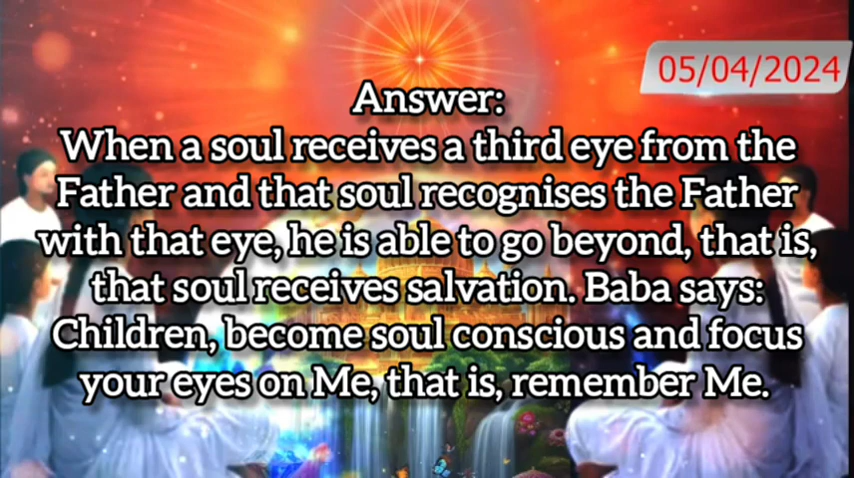 05/04/2024
Answer:
When a soul receives a third eye from the
Father and that soul recognises the Father
with that eye, he is able to go beyond, that is,
that soul receives salvation. Baba says:
Children, become soul conscious and focus
your eyes on Me, that is, remember Me.